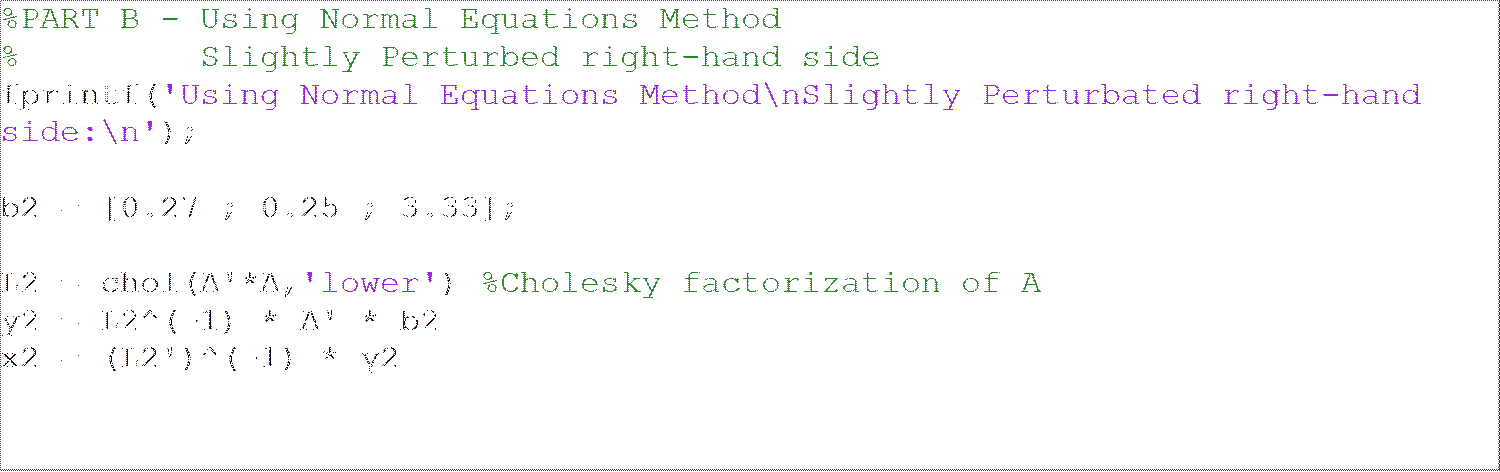 %PART B - Using Normal Equations Method
%         Slightly Perturbed right-hand side
fprintf('Using Normal Equations Method\nSlightly Perturbated right-hand
side:\n');
b2 = [0.27 ; 0.25 ; 3.33];
L2 = chol(A'*A,'lower') %Cholesky factorization of A
y2 = L2^(-1) * A' * b2
x2 = (L2')^(-1) * y2